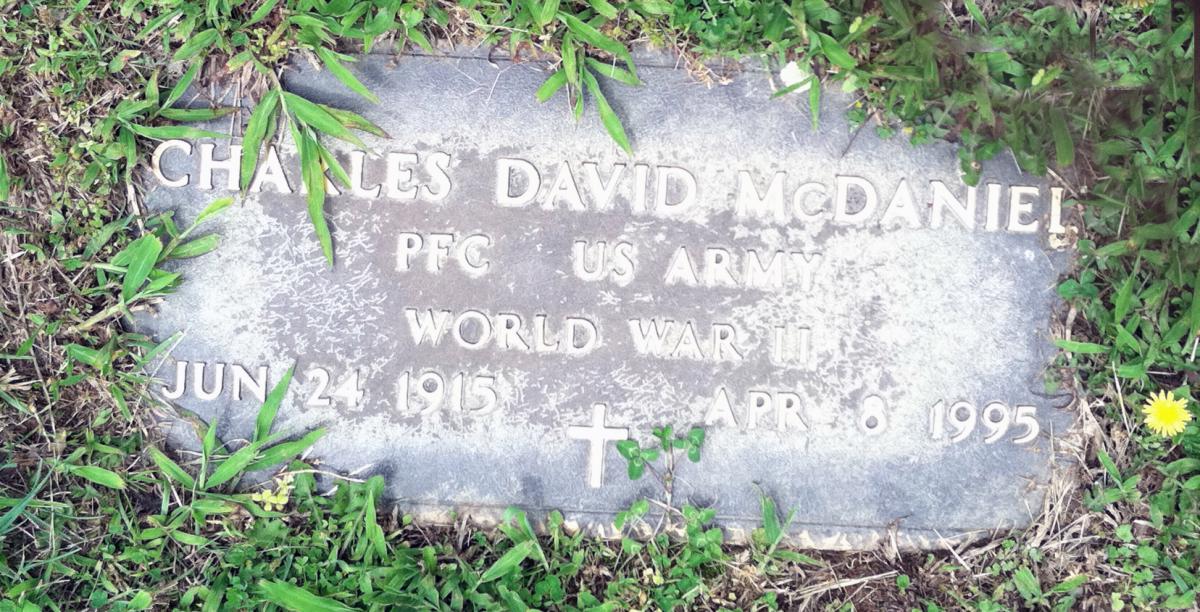 CHARLES DAVID McDANIEL
PFC US ARMY
WORLD WAR II
JUN 24 1915 APR 8 1995